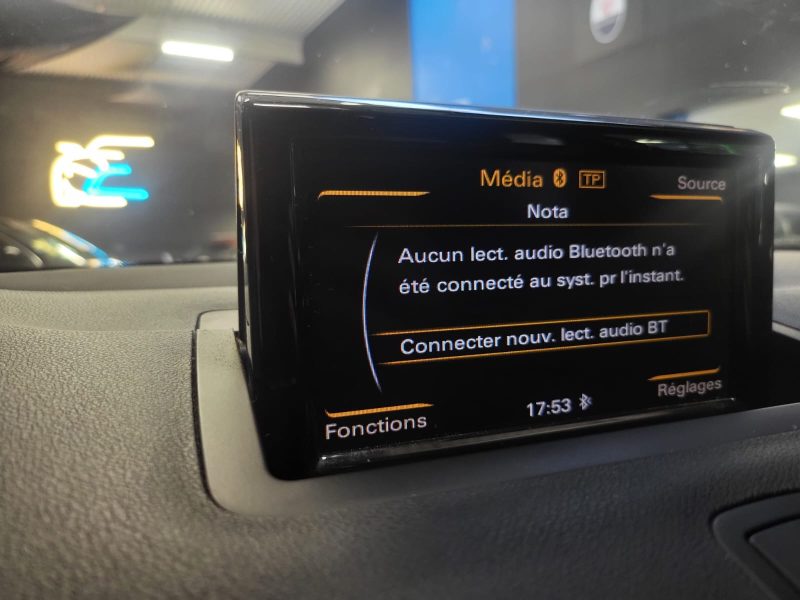 Média TP
Source
Nota
Aucun lect. audio Bluetooth n'a
été connecté au syst. pr l'instant.
Connecter nouv. lect. audio BT
Réglages
17:53
Fonctions